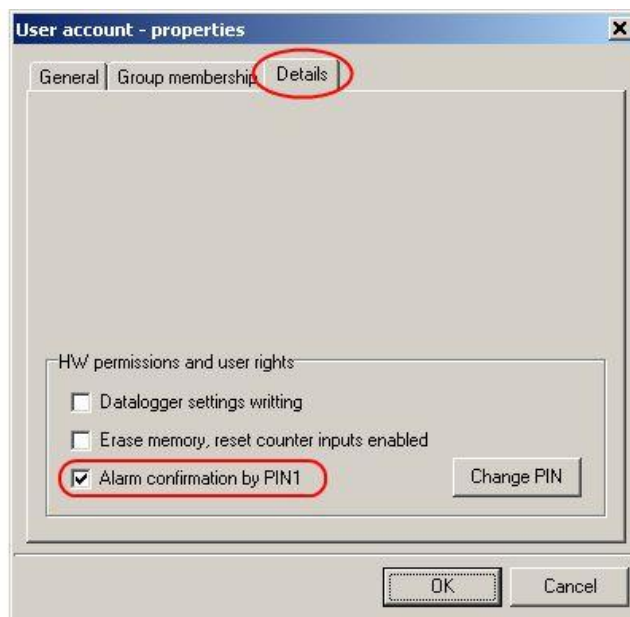 User account - properties
General Group membership Details
HW permissions and user rights
Datalogger settings writting
Erase memory, reset counter inputs enabled
Alarm confirmation by PIN1 Change PIN
OK Cancel